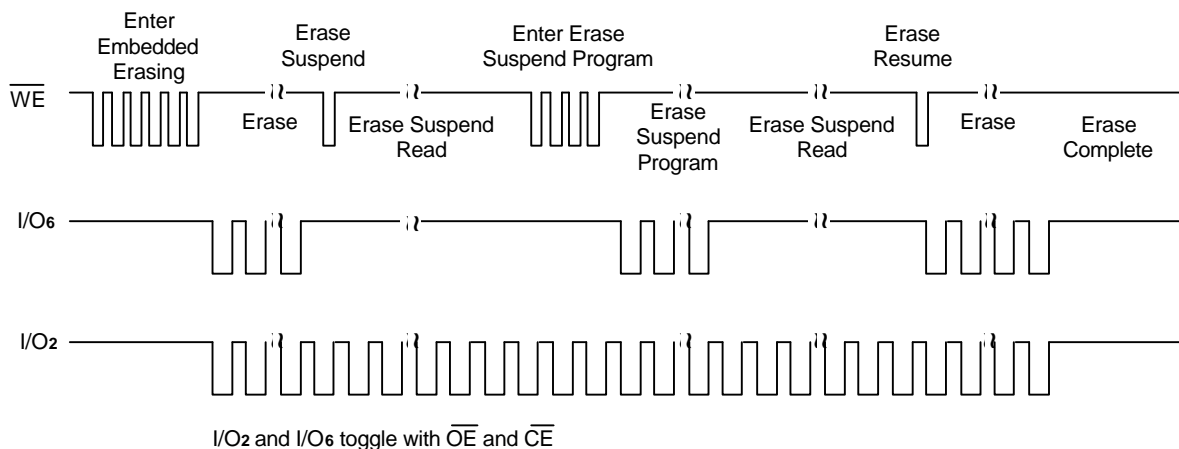 Enter
Embedded
Erasing
Erase
Suspend
Enter Erase
Suspend Program
Erase
Resume
WE
Erase
Erase Suspend
Read
Erase
Suspend
Program
Erase Suspend
Read
Erase
Erase
Complete
I/O6
I/O2
I/O2 and I/O6 toggle with OE and CE